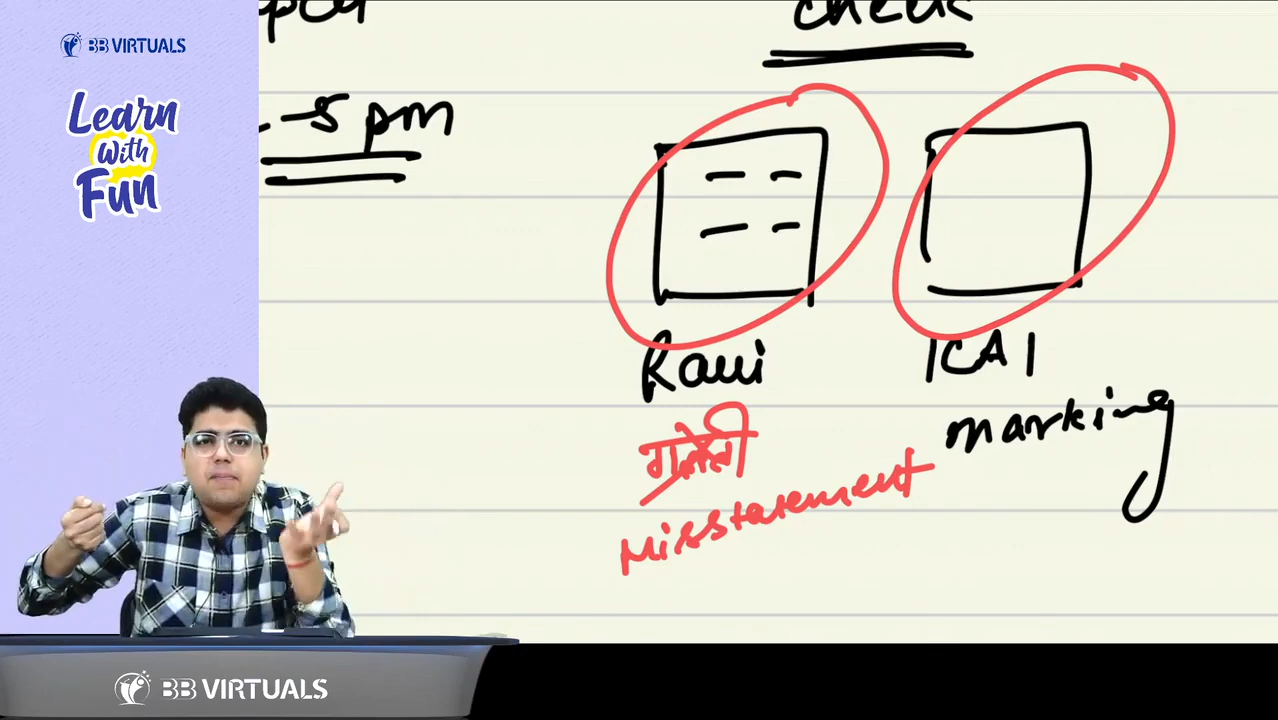 BB VIRTUALS
Learn
With
Fun
check
- 5 pm
Ravi
ICAI
marking
गलती
Misstatement
BB VIRTUALS